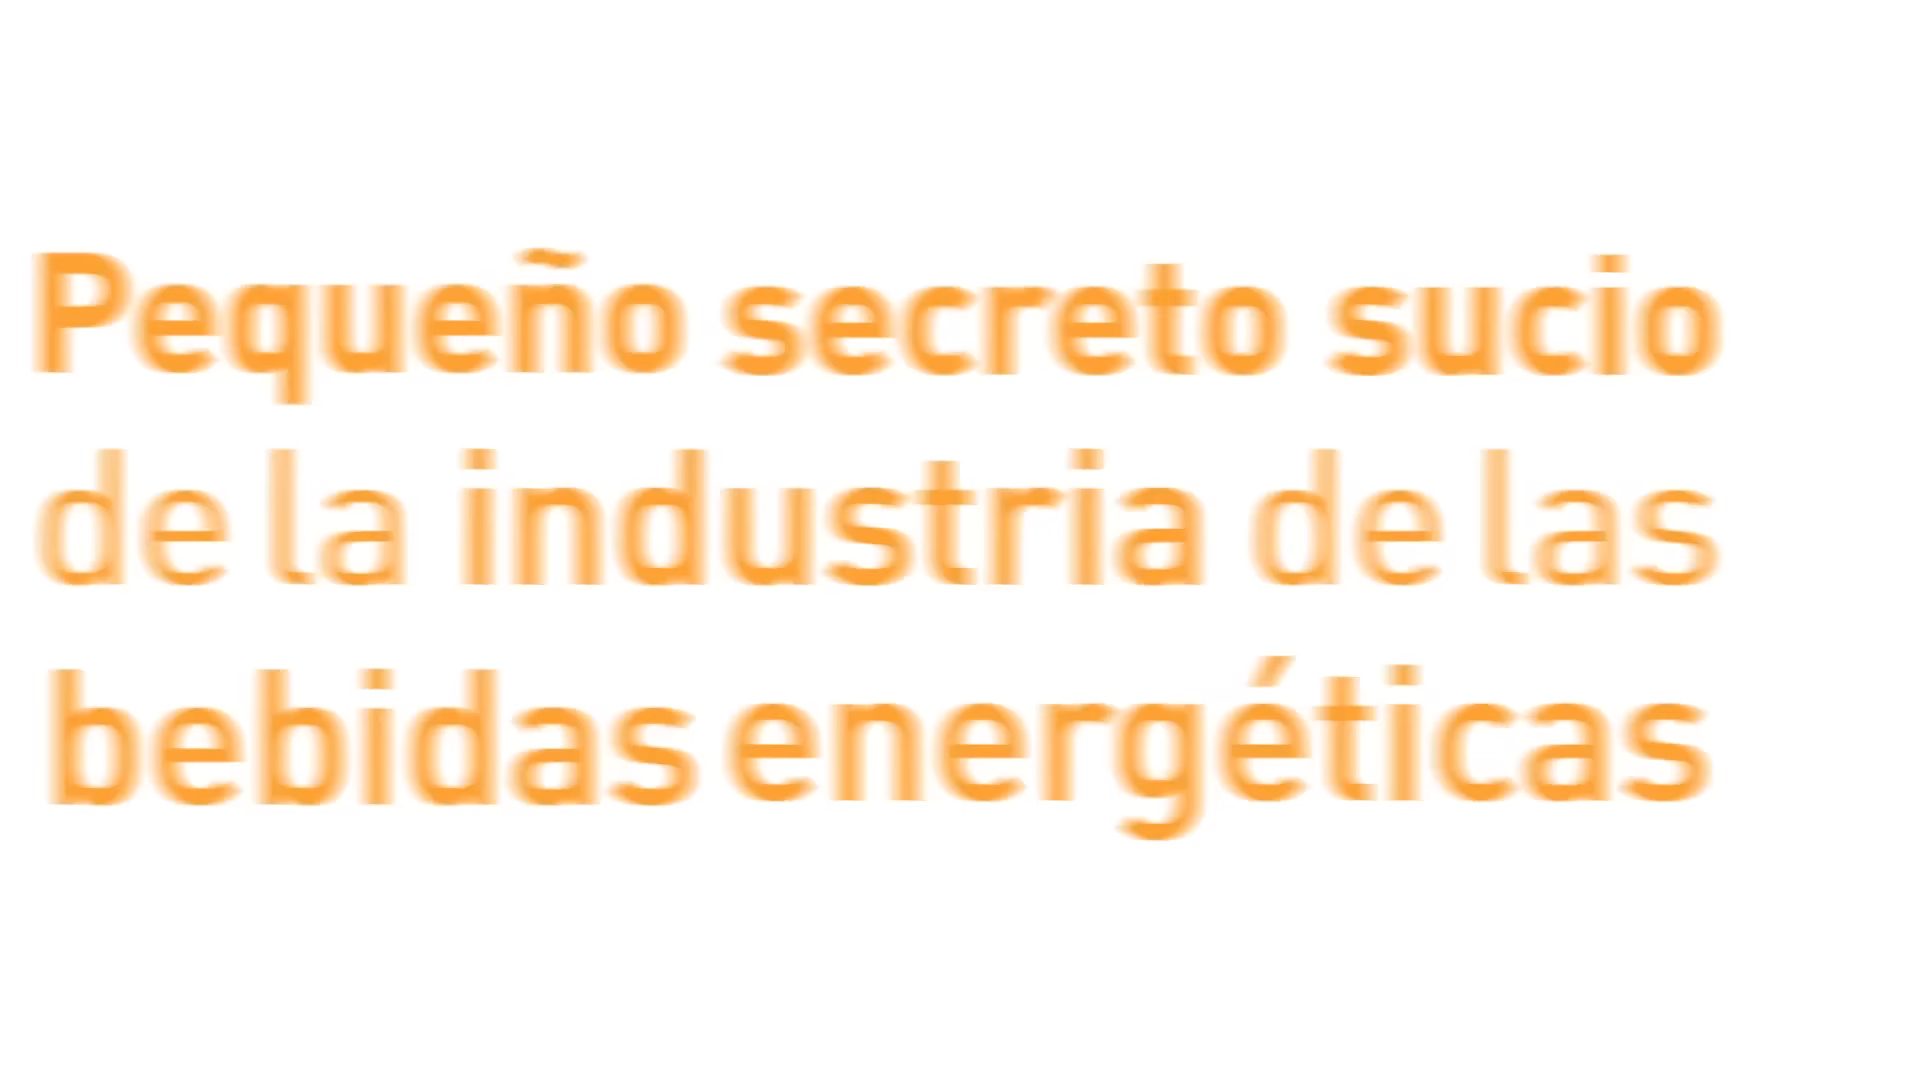 Pequeño secreto sucio
de la industria de las
bebidas energéticas